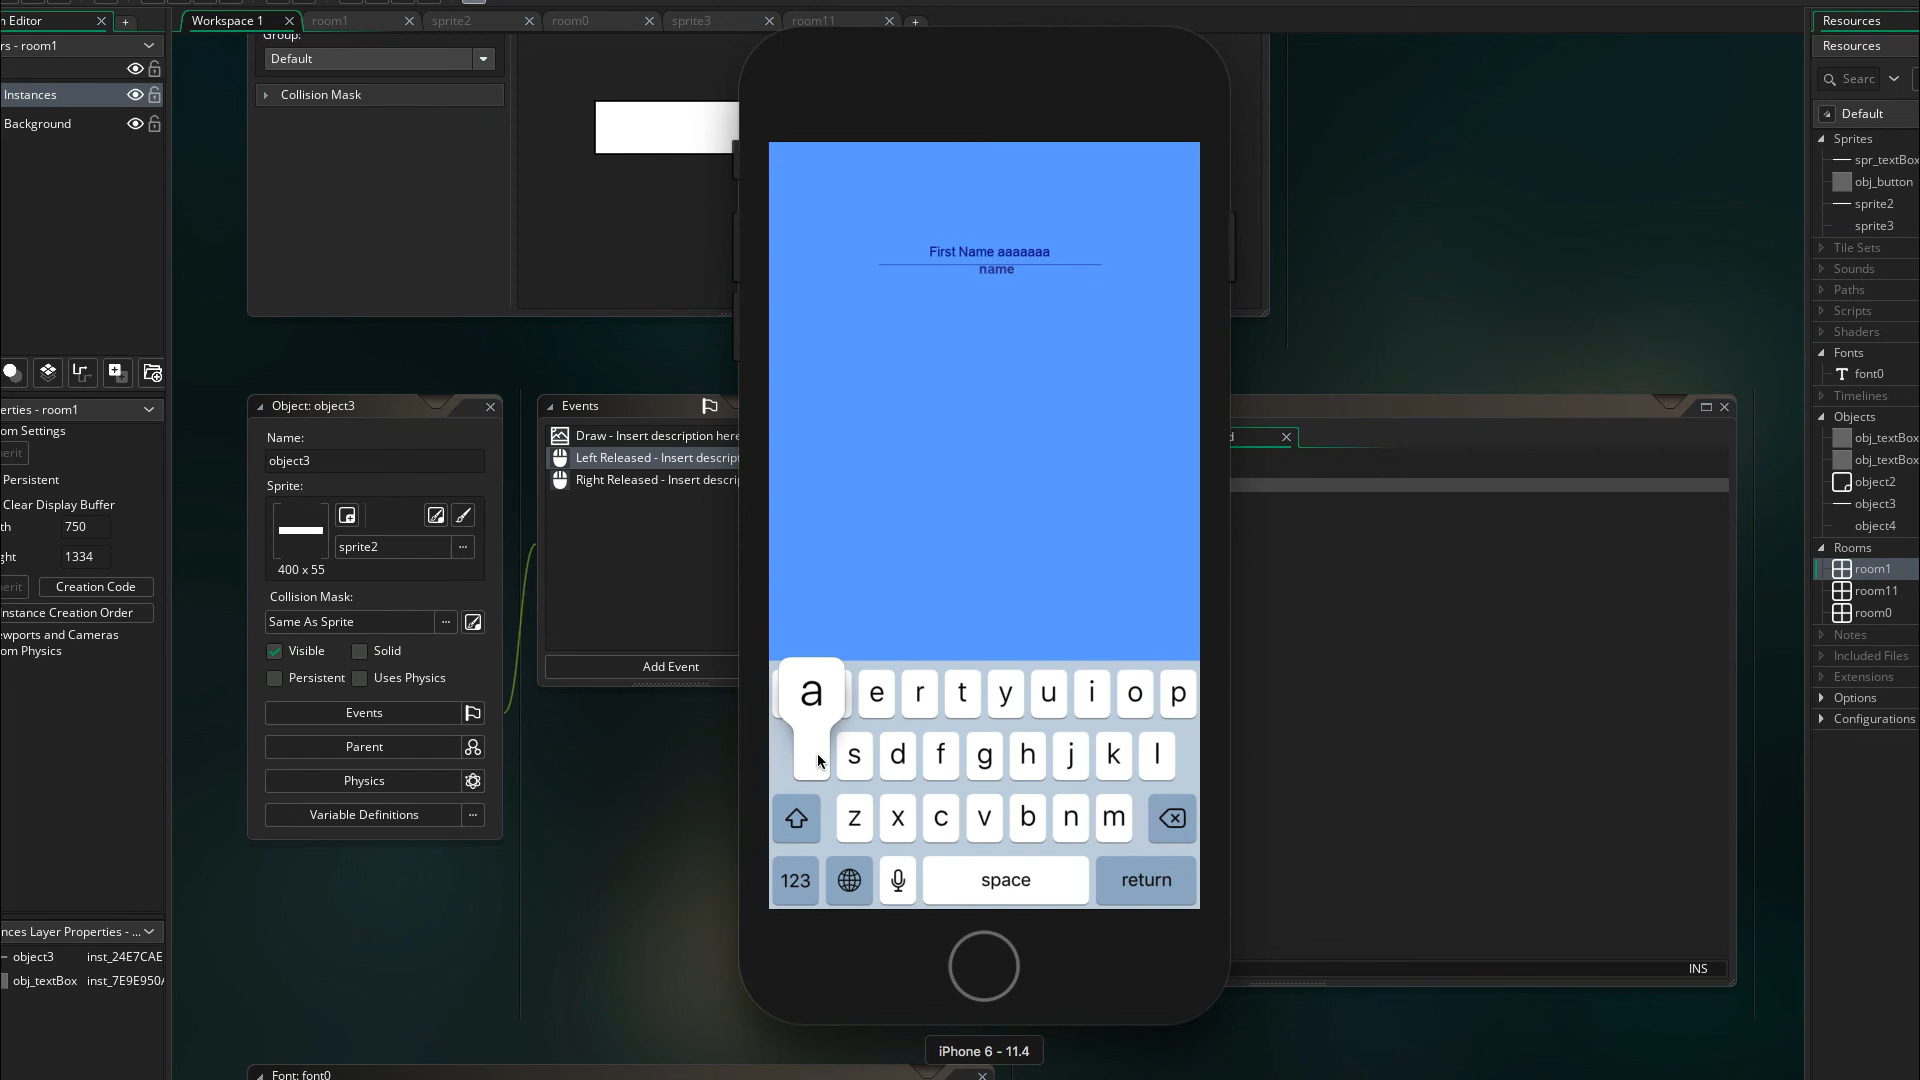 n Editor
Workspace 1
room1
sprite2
room0
sprite3
room11
Resources
rs - room1
Instances
Background
Group:
Default
Collision Mask
Resources
Searc
Default
Sprites
spr_textBox
obj_button
sprite2
sprite3
Tile Sets
Sounds
Paths
Scripts
Shaders
Fonts
font0
Timelines
Objects
obj_textBox
obj_textBox
object2
object3
object4
Rooms
room1
room11
room0
Notes
Included Files
Extensions
Options
Configurations
First Name aaaaaaa
name
erties - room1
om Settings
erit
Persistent
Clear Display Buffer
th 750
ght 1334
erit
Creation Code
nstance Creation Order
ewports and Cameras
om Physics
Object: object3
Name:
object3
Sprite:
sprite2
400 x 55
Collision Mask:
Same As Sprite
Visible
Solid
Persistent
Uses Physics
Events
Parent
Physics
Variable Definitions
Events
Draw - Insert description here
Left Released - Insert descript
Right Released - Insert descrip
Add Event
d
INS
a e r t y u i o p
s d f g h j k l
z x c v b n m
123 space return
nces Layer Properties - ...
object3 inst_24E7CAE
obj_textBox inst_7E9E950A
iPhone 6 - 11.4
Font: font0